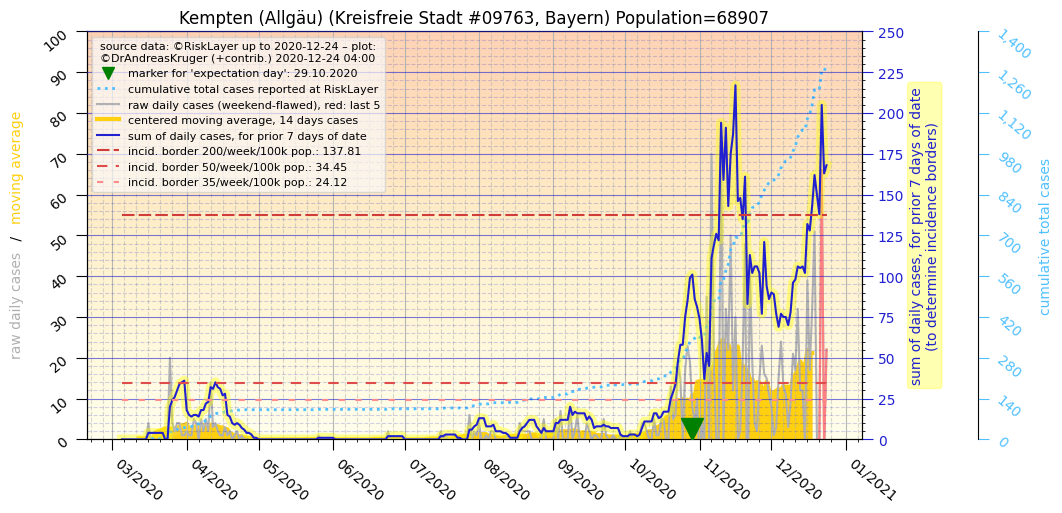 Kempten (Allgäu) (Kreisfreie Stadt #09763, Bayern) Population=68907
source data: ©RiskLayer up to 2020-12-24 – plot:
©DrAndreasKruger (+contrib.) 2020-12-24 04:00
marker for 'expectation day': 29.10.2020
cumulative total cases reported at RiskLayer
raw daily cases (weekend-flawed), red: last 5
centered moving average, 14 days cases
sum of daily cases, for prior 7 days of date
incid. border 200/week/100k pop.: 137.81
incid. border 50/week/100k pop.: 34.45
incid. border 35/week/100k pop.: 24.12
raw daily cases / moving average
100
90
80
70
60
50
40
30
20
10
0
250
225
200
175
150
125
100
75
50
25
0
sum of daily cases, for prior 7 days of date
(to determine incidence borders)
1,400
1,260
1,120
980
840
700
560
420
280
140
0
cumulative total cases
03/2020
04/2020
05/2020
06/2020
07/2020
08/2020
09/2020
10/2020
11/2020
12/2020
01/2021